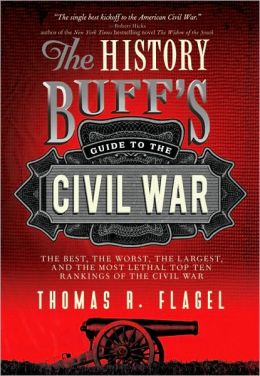 "The single best kickoff to the American Civil War."
—Robert Hicks
author of the New York Times bestselling novel The Widow of the South
The HISTORY
BUFF'S
GUIDE TO THE
CIVIL WAR
THE BEST, THE WORST, THE LARGEST,
AND THE MOST LETHAL TOP TEN
RANKINGS OF THE CIVIL WAR
THOMAS R. FLAGEL